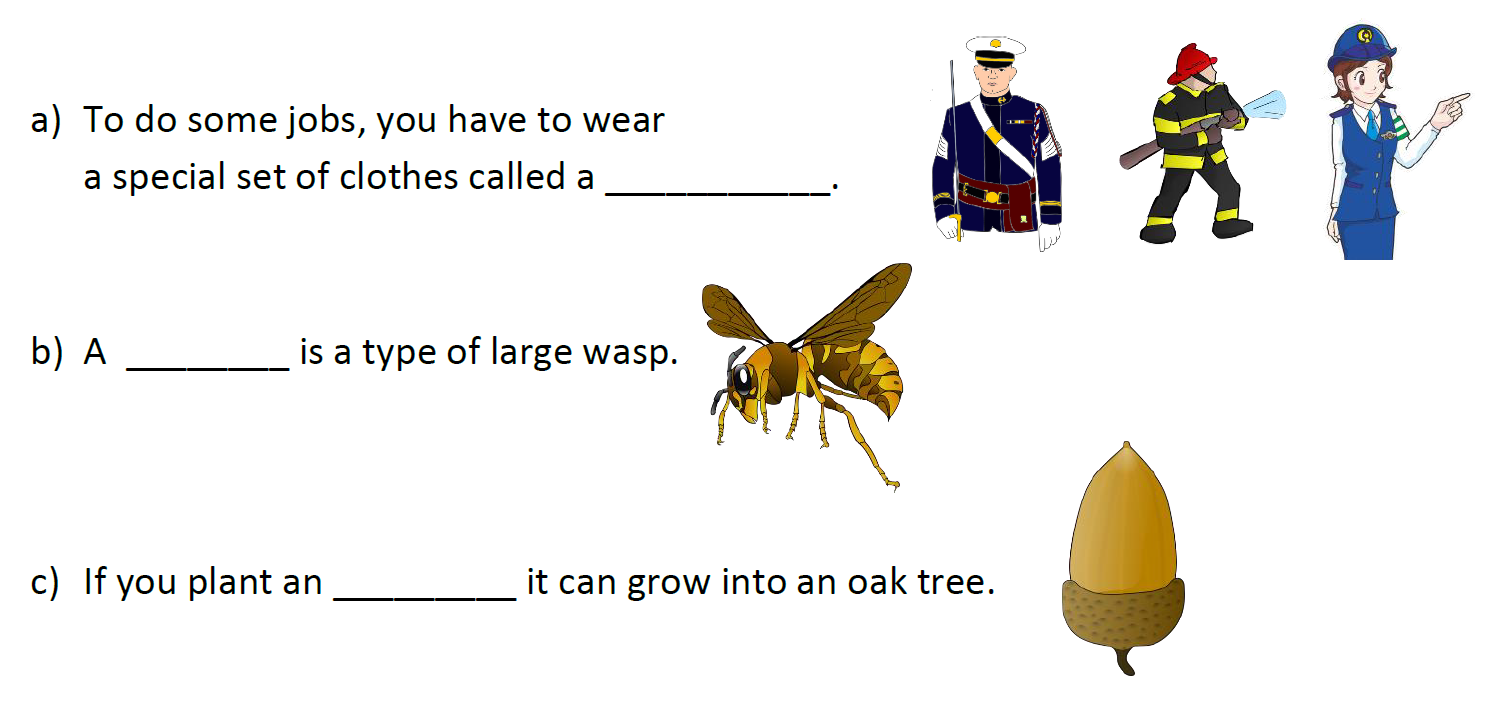 a) To do some jobs, you have to wear
a special set of clothes called a ___________.
b) A ________ is a type of large wasp.
c) If you plant an _________ it can grow into an oak tree.